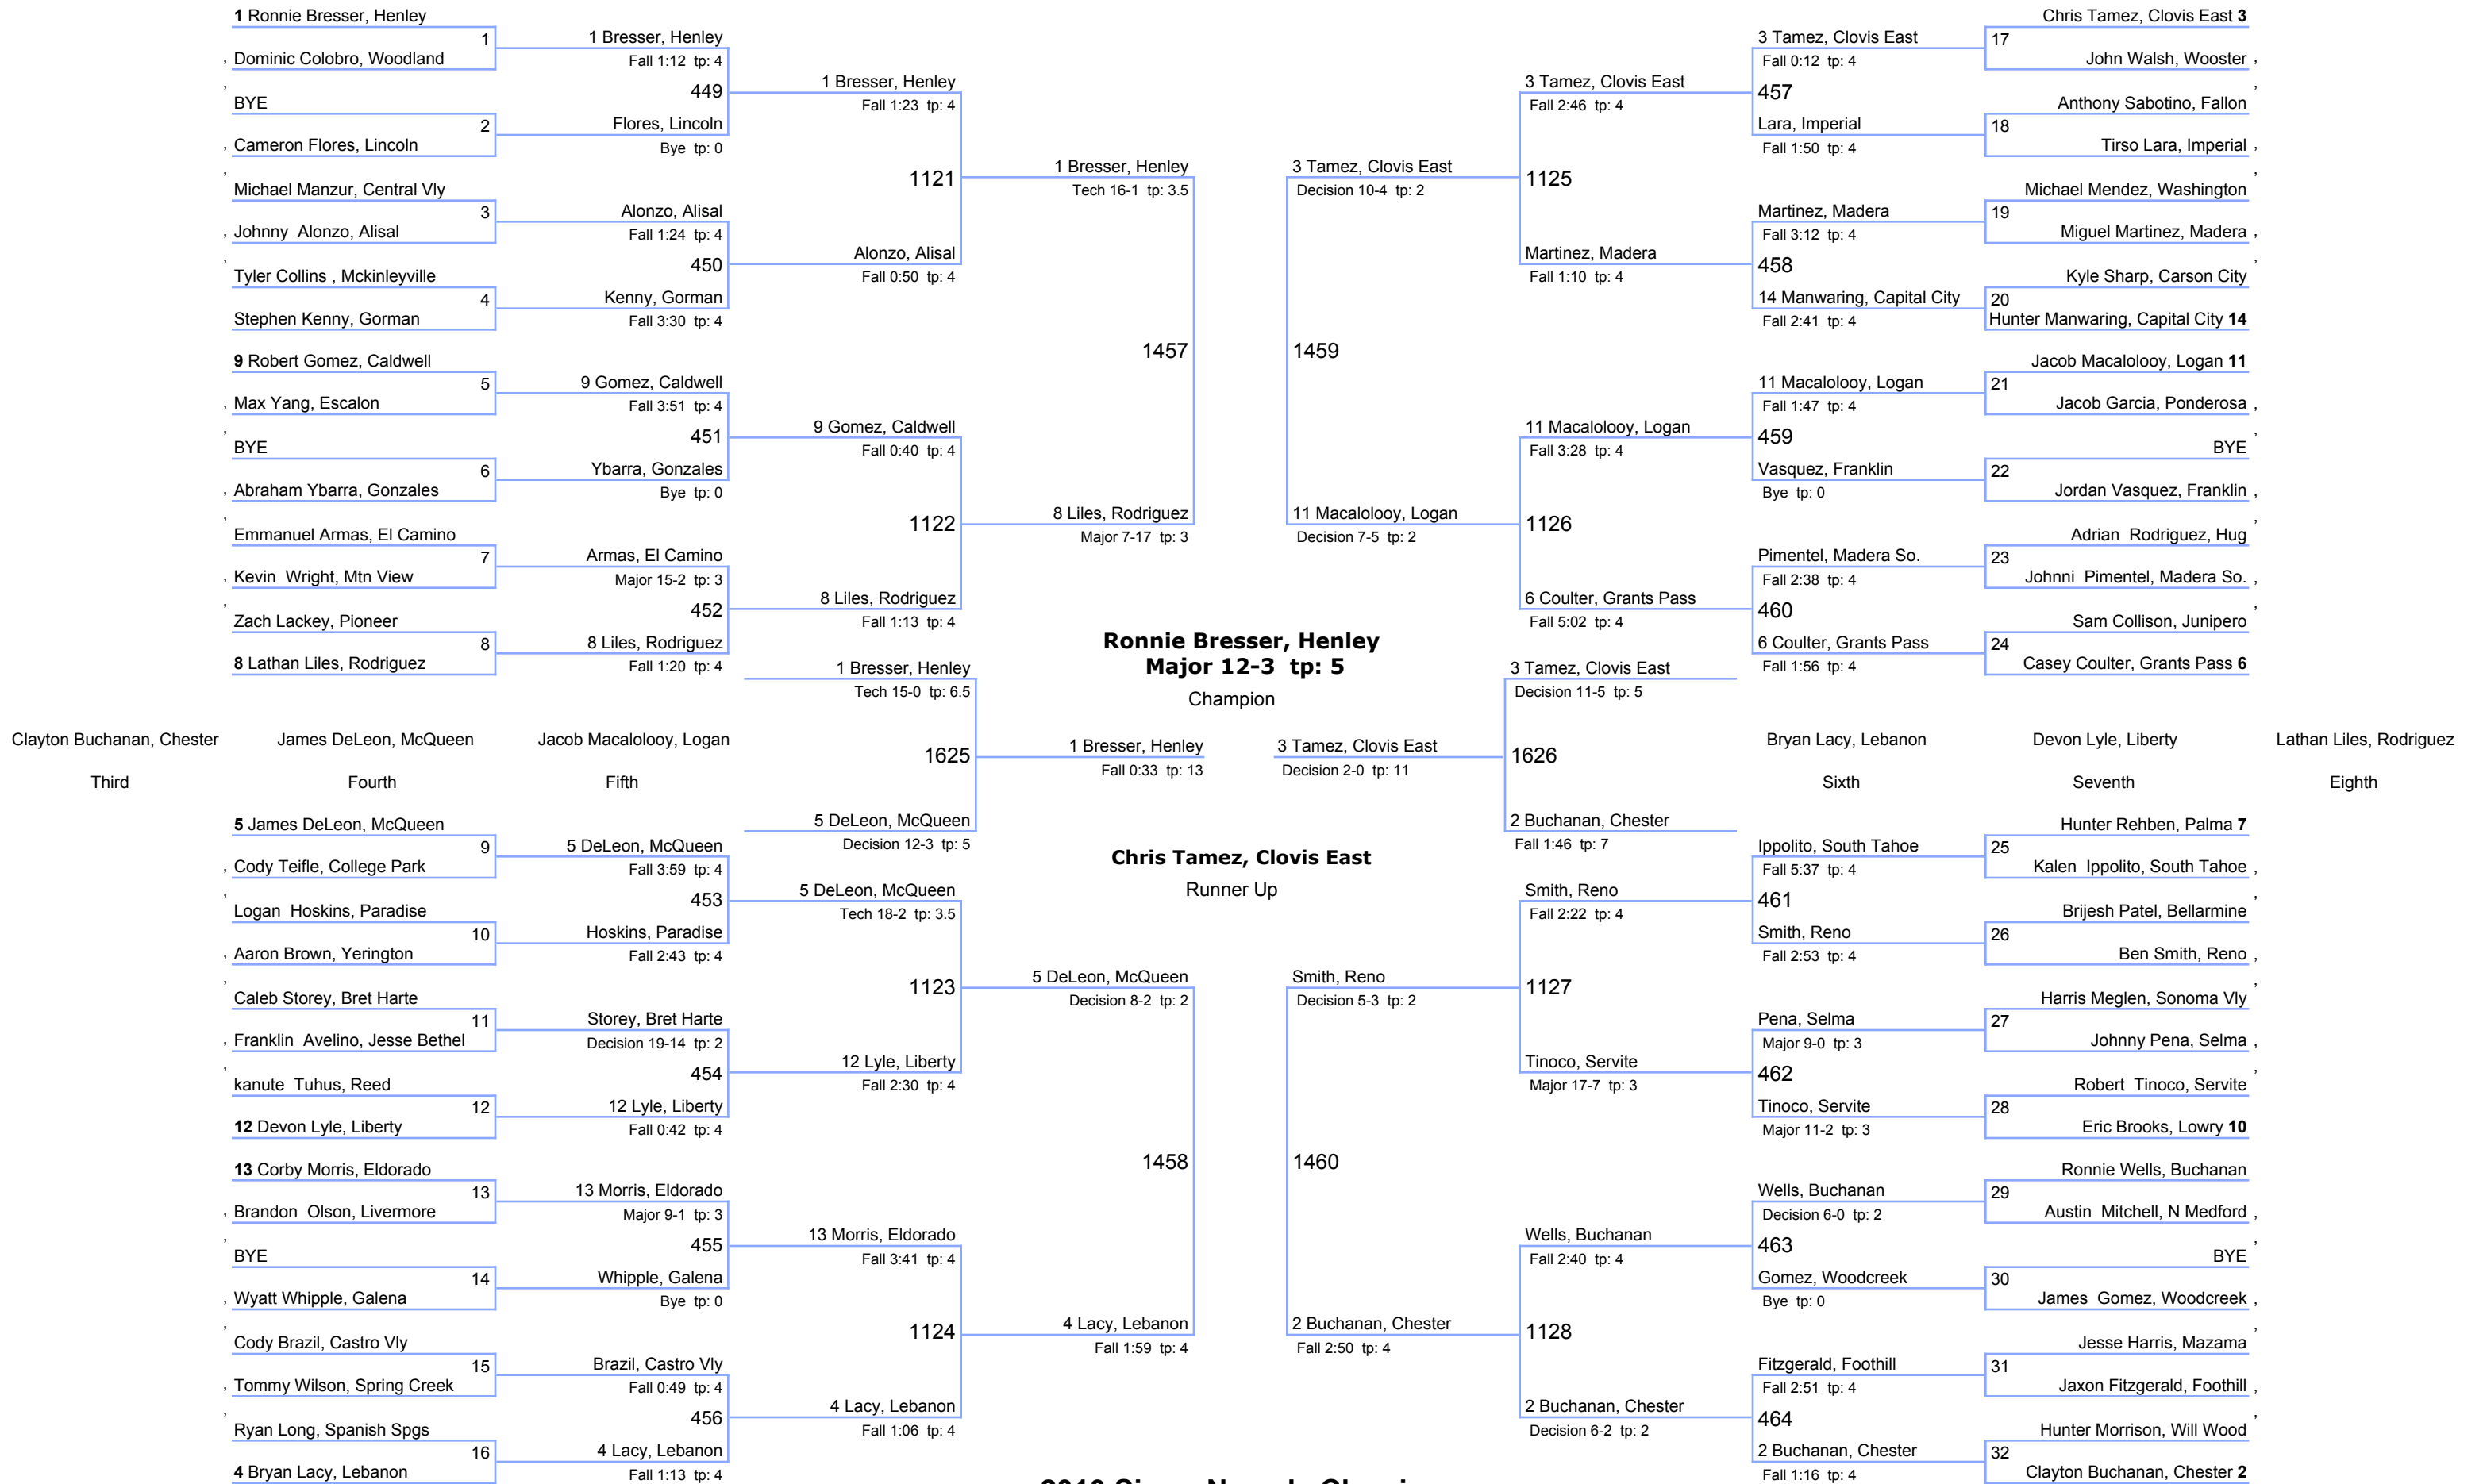 1 Ronnie Bresser, Henley
1
, Dominic Colobro, Woodland
,
BYE
2
, Cameron Flores, Lincoln
,
Michael Manzur, Central Vly
3
, Johnny Alonzo, Alisal
,
Tyler Collins , Mckinleyville
4
Stephen Kenny, Gorman
9 Robert Gomez, Caldwell
5
, Max Yang, Escalon
,
BYE
6
, Abraham Ybarra, Gonzales
,
Emmanuel Armas, El Camino
7
, Kevin Wright, Mtn View
,
Zach Lackey, Pioneer
8
8 Lathan Liles, Rodriguez
1 Bresser, Henley
Fall 1:12 tp: 4
449
Flores, Lincoln
Bye tp: 0
Alonzo, Alisal
Fall 1:24 tp: 4
450
Kenny, Gorman
Fall 3:30 tp: 4
9 Gomez, Caldwell
Fall 3:51 tp: 4
451
Ybarra, Gonzales
Bye tp: 0
Armas, El Camino
Major 15-2 tp: 3
452
8 Liles, Rodriguez
Fall 1:20 tp: 4
1 Bresser, Henley
Fall 1:23 tp: 4
1121
Alonzo, Alisal
Fall 0:50 tp: 4
9 Gomez, Caldwell
Fall 0:40 tp: 4
1122
8 Liles, Rodriguez
Fall 1:13 tp: 4
1 Bresser, Henley
Tech 16-1 tp: 3.5
1457
8 Liles, Rodriguez
Major 7-17 tp: 3
3 Tamez, Clovis East
Decision 10-4 tp: 2
1459
11 Macalolooy, Logan
Decision 7-5 tp: 2
3 Tamez, Clovis East
Fall 2:46 tp: 4
1125
Martinez, Madera
Fall 1:10 tp: 4
11 Macalolooy, Logan
Fall 3:28 tp: 4
1126
6 Coulter, Grants Pass
Fall 5:02 tp: 4
3 Tamez, Clovis East
Fall 0:12 tp: 4
457
Lara, Imperial
Fall 1:50 tp: 4
Martinez, Madera
Fall 3:12 tp: 4
458
14 Manwaring, Capital City
Fall 2:41 tp: 4
11 Macalolooy, Logan
Fall 1:47 tp: 4
459
Vasquez, Franklin
Bye tp: 0
Pimentel, Madera So.
Fall 2:38 tp: 4
460
6 Coulter, Grants Pass
Fall 1:56 tp: 4
Chris Tamez, Clovis East 3
17
John Walsh, Wooster ,
,
Anthony Sabotino, Fallon
18
Tirso Lara, Imperial ,
,
Michael Mendez, Washington
19
Miguel Martinez, Madera ,
,
Kyle Sharp, Carson City
20
Hunter Manwaring, Capital City 14
Jacob Macalolooy, Logan 11
21
Jacob Garcia, Ponderosa ,
,
BYE
22
Jordan Vasquez, Franklin ,
,
Adrian Rodriguez, Hug
23
Johnni Pimentel, Madera So. ,
,
Sam Collison, Junipero
24
Casey Coulter, Grants Pass 6
Ronnie Bresser, Henley
Major 12-3 tp: 5
Champion
1 Bresser, Henley
Tech 15-0 tp: 6.5
1625
5 DeLeon, McQueen
Decision 12-3 tp: 5
1 Bresser, Henley
Fall 0:33 tp: 13
3 Tamez, Clovis East
Decision 2-0 tp: 11
3 Tamez, Clovis East
Decision 11-5 tp: 5
1626
2 Buchanan, Chester
Fall 1:46 tp: 7
Chris Tamez, Clovis East
Runner Up
Clayton Buchanan, Chester
Third
James DeLeon, McQueen
Fourth
Jacob Macalolooy, Logan
Fifth
Bryan Lacy, Lebanon
Sixth
Devon Lyle, Liberty
Seventh
Lathan Liles, Rodriguez
Eighth
5 James DeLeon, McQueen
9
, Cody Teifle, College Park
,
Logan Hoskins, Paradise
10
, Aaron Brown, Yerington
,
Caleb Storey, Bret Harte
11
, Franklin Avelino, Jesse Bethel
,
kanute Tuhus, Reed
12
12 Devon Lyle, Liberty
13 Corby Morris, Eldorado
13
, Brandon Olson, Livermore
,
BYE
14
, Wyatt Whipple, Galena
,
Cody Brazil, Castro Vly
15
, Tommy Wilson, Spring Creek
,
Ryan Long, Spanish Spgs
16
4 Bryan Lacy, Lebanon
5 DeLeon, McQueen
Fall 3:59 tp: 4
453
Hoskins, Paradise
Fall 2:43 tp: 4
Storey, Bret Harte
Decision 19-14 tp: 2
454
12 Lyle, Liberty
Fall 0:42 tp: 4
13 Morris, Eldorado
Major 9-1 tp: 3
455
Whipple, Galena
Bye tp: 0
Brazil, Castro Vly
Fall 0:49 tp: 4
456
4 Lacy, Lebanon
Fall 1:13 tp: 4
5 DeLeon, McQueen
Tech 18-2 tp: 3.5
1123
12 Lyle, Liberty
Fall 2:30 tp: 4
13 Morris, Eldorado
Fall 3:41 tp: 4
1124
4 Lacy, Lebanon
Fall 1:06 tp: 4
5 DeLeon, McQueen
Decision 8-2 tp: 2
1458
4 Lacy, Lebanon
Fall 1:59 tp: 4
Smith, Reno
Decision 5-3 tp: 2
1460
2 Buchanan, Chester
Fall 2:50 tp: 4
Smith, Reno
Fall 2:22 tp: 4
1127
Tinoco, Servite
Major 17-7 tp: 3
Wells, Buchanan
Fall 2:40 tp: 4
1128
2 Buchanan, Chester
Decision 6-2 tp: 2
Ippolito, South Tahoe
Fall 5:37 tp: 4
461
Smith, Reno
Fall 2:53 tp: 4
Pena, Selma
Major 9-0 tp: 3
462
Tinoco, Servite
Major 11-2 tp: 3
Wells, Buchanan
Decision 6-0 tp: 2
463
Gomez, Woodcreek
Bye tp: 0
Fitzgerald, Foothill
Fall 2:51 tp: 4
464
2 Buchanan, Chester
Fall 1:16 tp: 4
Hunter Rehben, Palma 7
25
Kalen Ippolito, South Tahoe ,
,
Brijesh Patel, Bellarmine
26
Ben Smith, Reno ,
,
Harris Meglen, Sonoma Vly
27
Johnny Pena, Selma ,
,
Robert Tinoco, Servite
28
Eric Brooks, Lowry 10
Ronnie Wells, Buchanan
29
Austin Mitchell, N Medford ,
,
BYE
30
James Gomez, Woodcreek ,
,
Jesse Harris, Mazama
31
Jaxon Fitzgerald, Foothill ,
,
Hunter Morrison, Will Wood
32
Clayton Buchanan, Chester 2